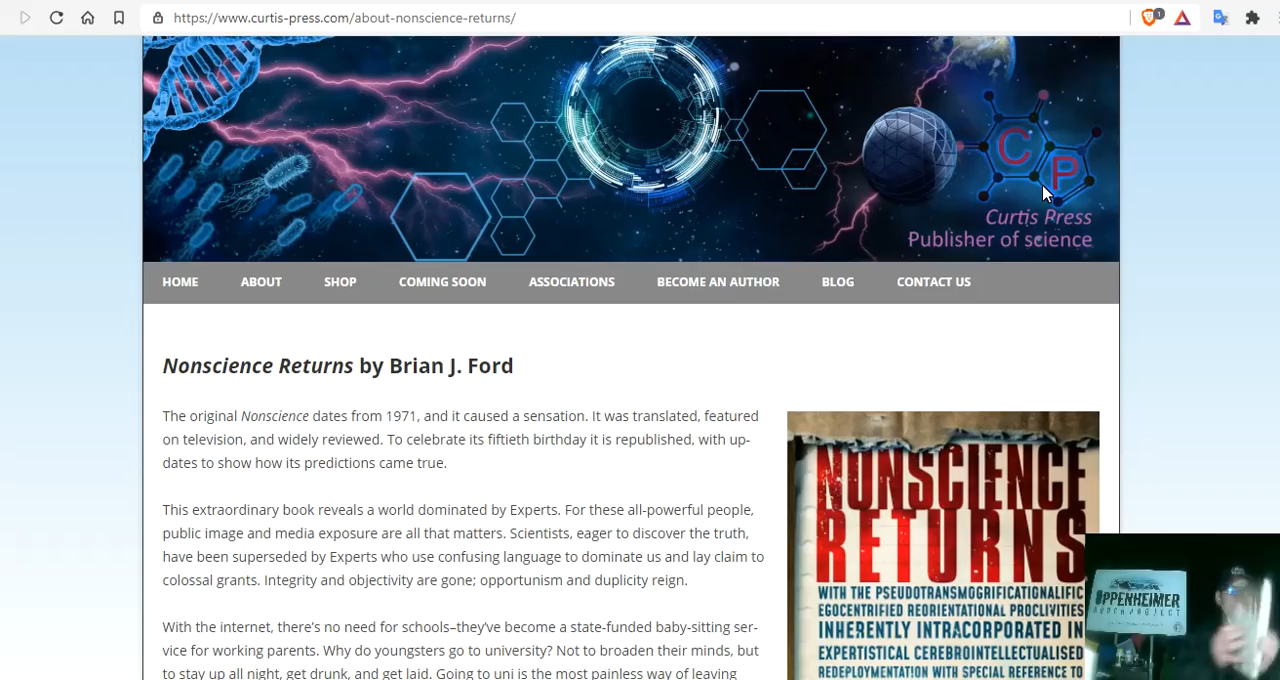 https://www.curtis-press.com/about-nonscience-returns/
1
C
P
Curtis Press
Publisher of science
HOME ABOUT SHOP COMING SOON ASSOCIATIONS BECOME AN AUTHOR BLOG CONTACT US
Nonscience Returns by Brian J. Ford
The original Nonscience dates from 1971, and it caused a sensation. It was translated, featured
on television, and widely reviewed. To celebrate its fiftieth birthday it is republished, with up-
dates to show how its predictions came true.
This extraordinary book reveals a world dominated by Experts. For these all-powerful people,
public image and media exposure are all that matters. Scientists, eager to discover the truth,
have been superseded by Experts who use confusing language to dominate us and lay claim to
colossal grants. Integrity and objectivity are gone; opportunism and duplicity reign.
With the internet, there's no need for schools–they've become a state-funded baby-sitting ser-
vice for working parents. Why do youngsters go to university? Not to broaden their minds, but
to stay up all night, get drunk, and get laid. Going to uni is the most painless way of leaving
NONSCIENCE
RETURNS
WITH THE PSEUDOTRANSMOGRIFICATIONALIFIC
EGOCENTRIFIED REORIENTATIONAL PROCLIVITIES
INHERENTLY INTRACORPORATED IN
EXPERTISTICAL CEREBROINTELLECTUALISED
REDEPLOYMENTATION WITH SPECIAL REFERENCE TO
OPPENHEIMER